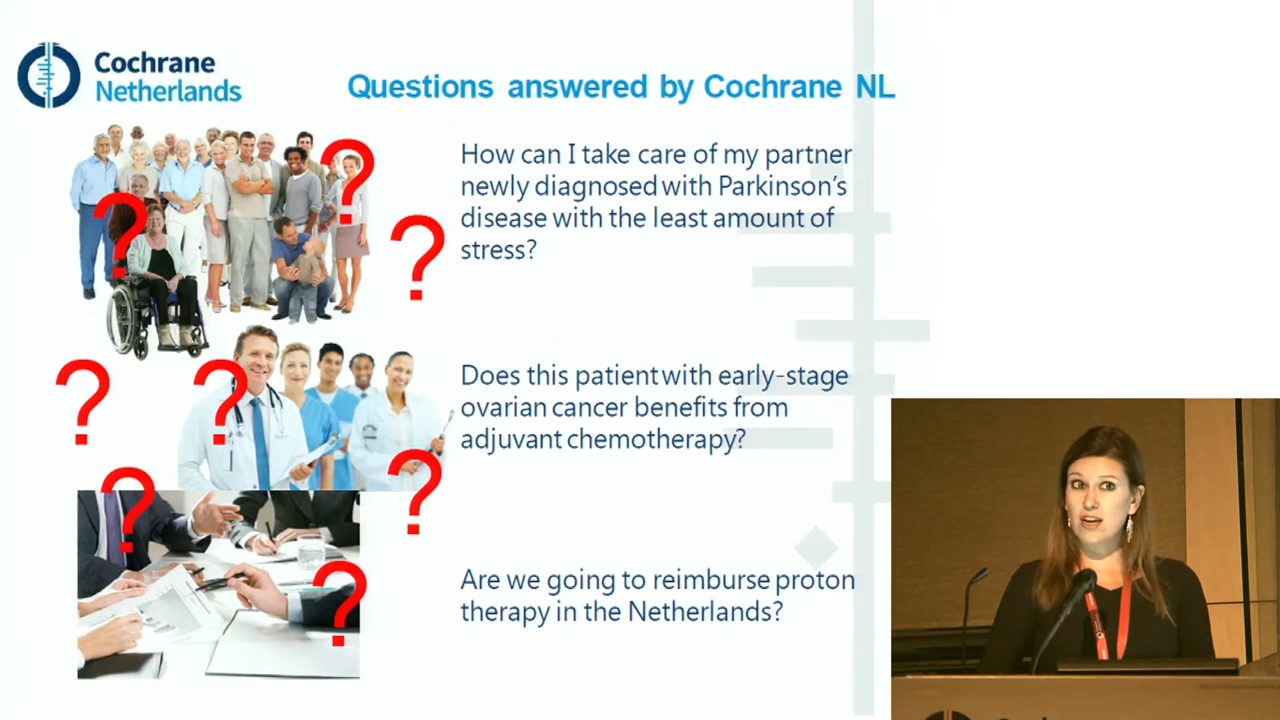 Cochrane
Netherlands
Questions answered by Cochrane NL
How can I take care of my partner
newly diagnosed with Parkinson's
disease with the least amount of
stress?
Does this patient with early-stage
ovarian cancer benefits from
adjuvant chemotherapy?
Are we going to reimburse proton
therapy in the Netherlands?
? ? ? ? ? ? ? ?